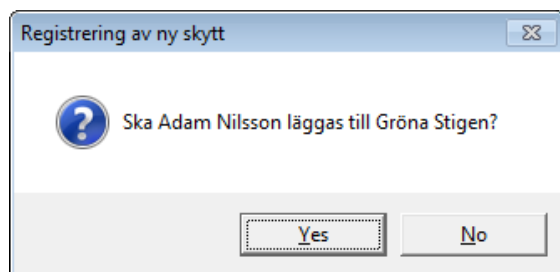 Registrering av ny skytt
Ska Adam Nilsson läggas till Gröna Stigen?
Yes
No